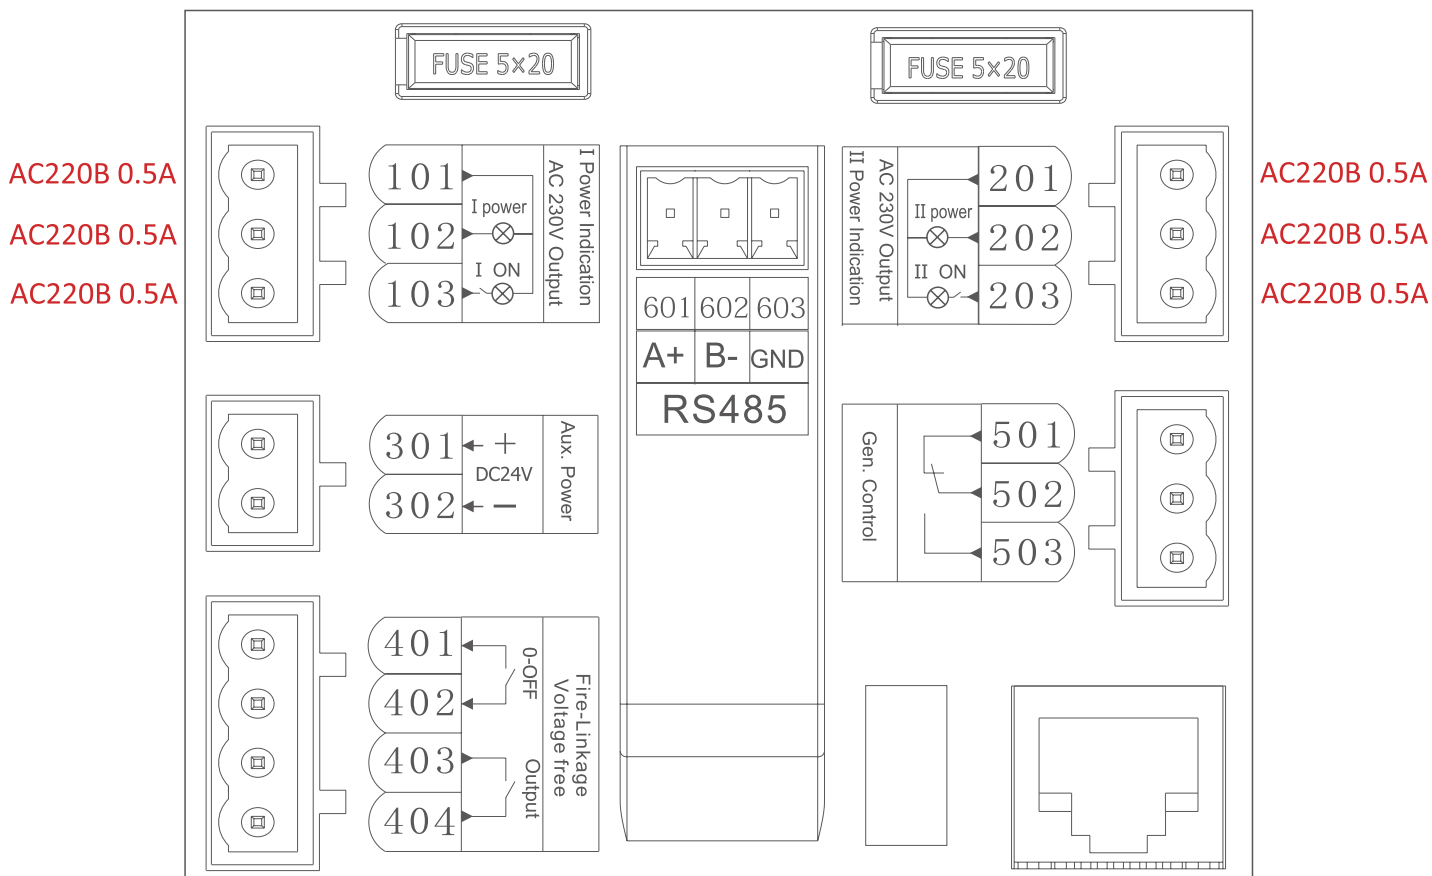 FUSE 5×20
FUSE 5×20
AC220B 0.5A
AC220B 0.5A
AC220B 0.5A
101
102
103
I power
I ON
I Power Indication
AC 230V Output
601 602 603
A+ B- GND
RS485
II Power Indication
AC 230V Output
II power
II ON
201
202
203
AC220B 0.5A
AC220B 0.5A
AC220B 0.5A
301
302
+
DC24V
−
Aux. Power
Gen. Control
501
502
503
401
402
403
404
0-OFF
Output
Fire-Linkage
Voltage free